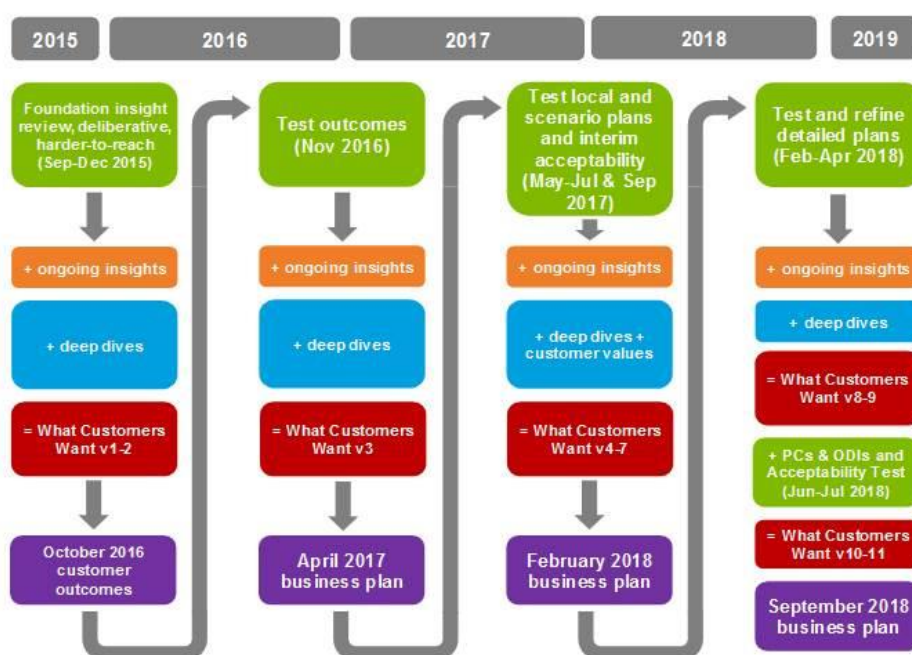 2015
2016
2017
2018
2019
Foundation insight
review, deliberative,
harder-to-reach
(Sep-Dec 2015)
+ ongoing insights
+ deep dives
= What Customers
Want v1-2
October 2016
customer
outcomes
Test outcomes
(Nov 2016)
+ ongoing insights
+ deep dives
= What Customers
Want v3
April 2017
business plan
Test local and
scenario plans
and interim
acceptability
(May-Jul & Sep
2017)
+ ongoing insights
+ deep dives +
customer values
= What Customers
Want v4-7
February 2018
business plan
Test and refine
detailed plans
(Feb-Apr 2018)
+ ongoing insights
+ deep dives
= What Customers
Want v8-9
+ PCs & ODIs and
Acceptability Test
(Jun-Jul 2018)
= What Customers
Want v10-11
September 2018
business plan